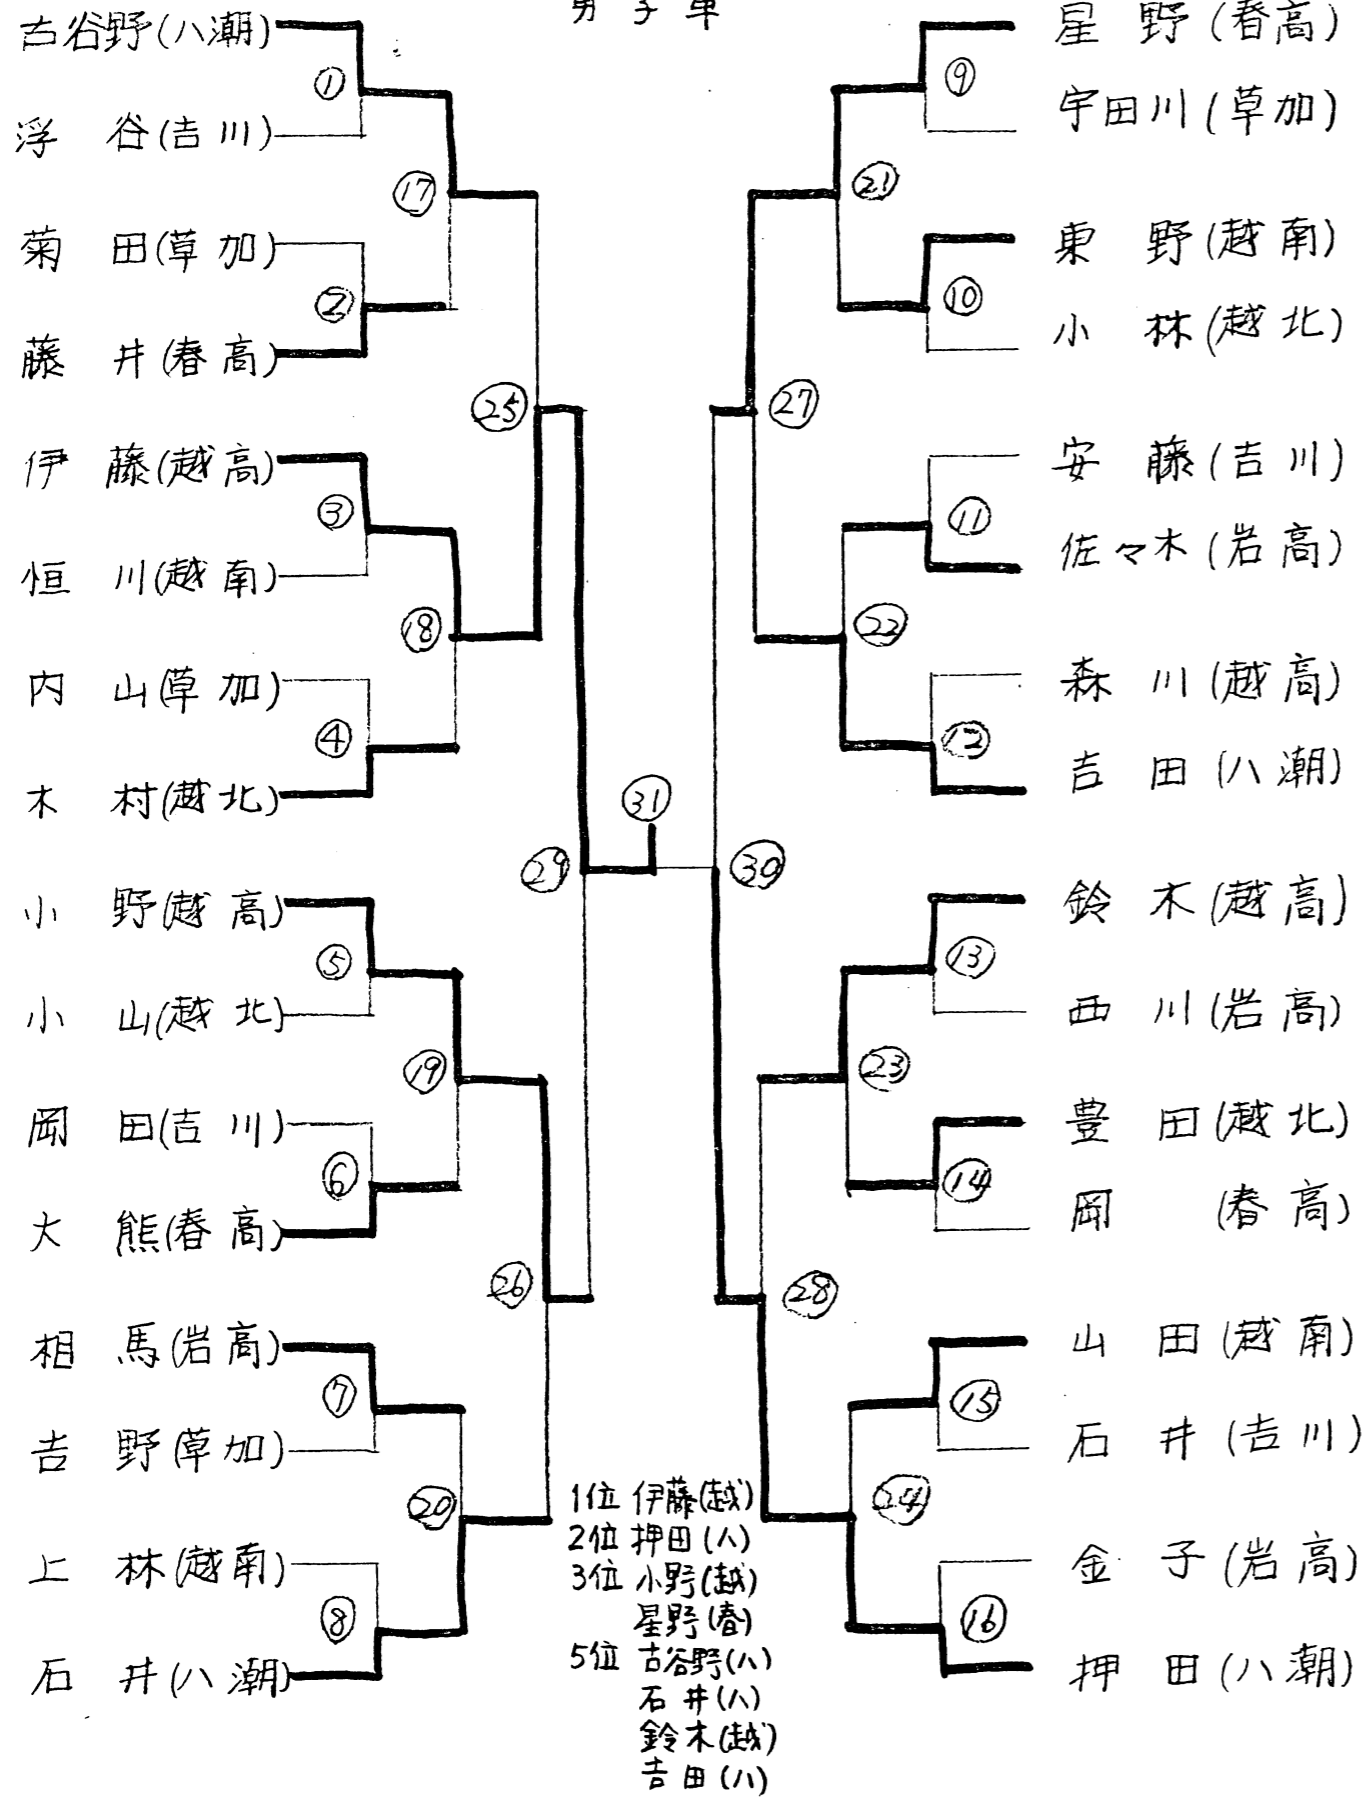 男子単
古谷野(八潮)
①
浮谷(吉川)
⑰
菊田(草加)
②
藤井(春高)
㉕
伊藤(越高)
③
恒川(越南)
⑱
内山(草加)
④
木村(越北)
㉙
小野(越高)
⑤
小山(越北)
⑲
岡田(吉川)
⑥
大熊(春高)
㉖
相馬(岩高)
⑦
吉野(草加)
⑳
上林(越南)
⑧
石井(八潮)
㉛
星野(春高)
⑨
宇田川(草加)
㉑
東野(越南)
⑩
小林(越北)
㉗
安藤(吉川)
⑪
佐々木(岩高)
㉒
森川(越高)
⑫
吉田(八潮)
㉚
鈴木(越高)
⑬
西川(岩高)
㉓
豊田(越北)
⑭
岡(春高)
㉘
山田(越南)
⑮
石井(吉川)
㉔
金子(岩高)
⑯
押田(八潮)
1位 伊藤(越)
2位 押田(八)
3位 小野(越)
星野(春)
5位 古谷野(八)
石井(八)
鈴木(越)
吉田(八)